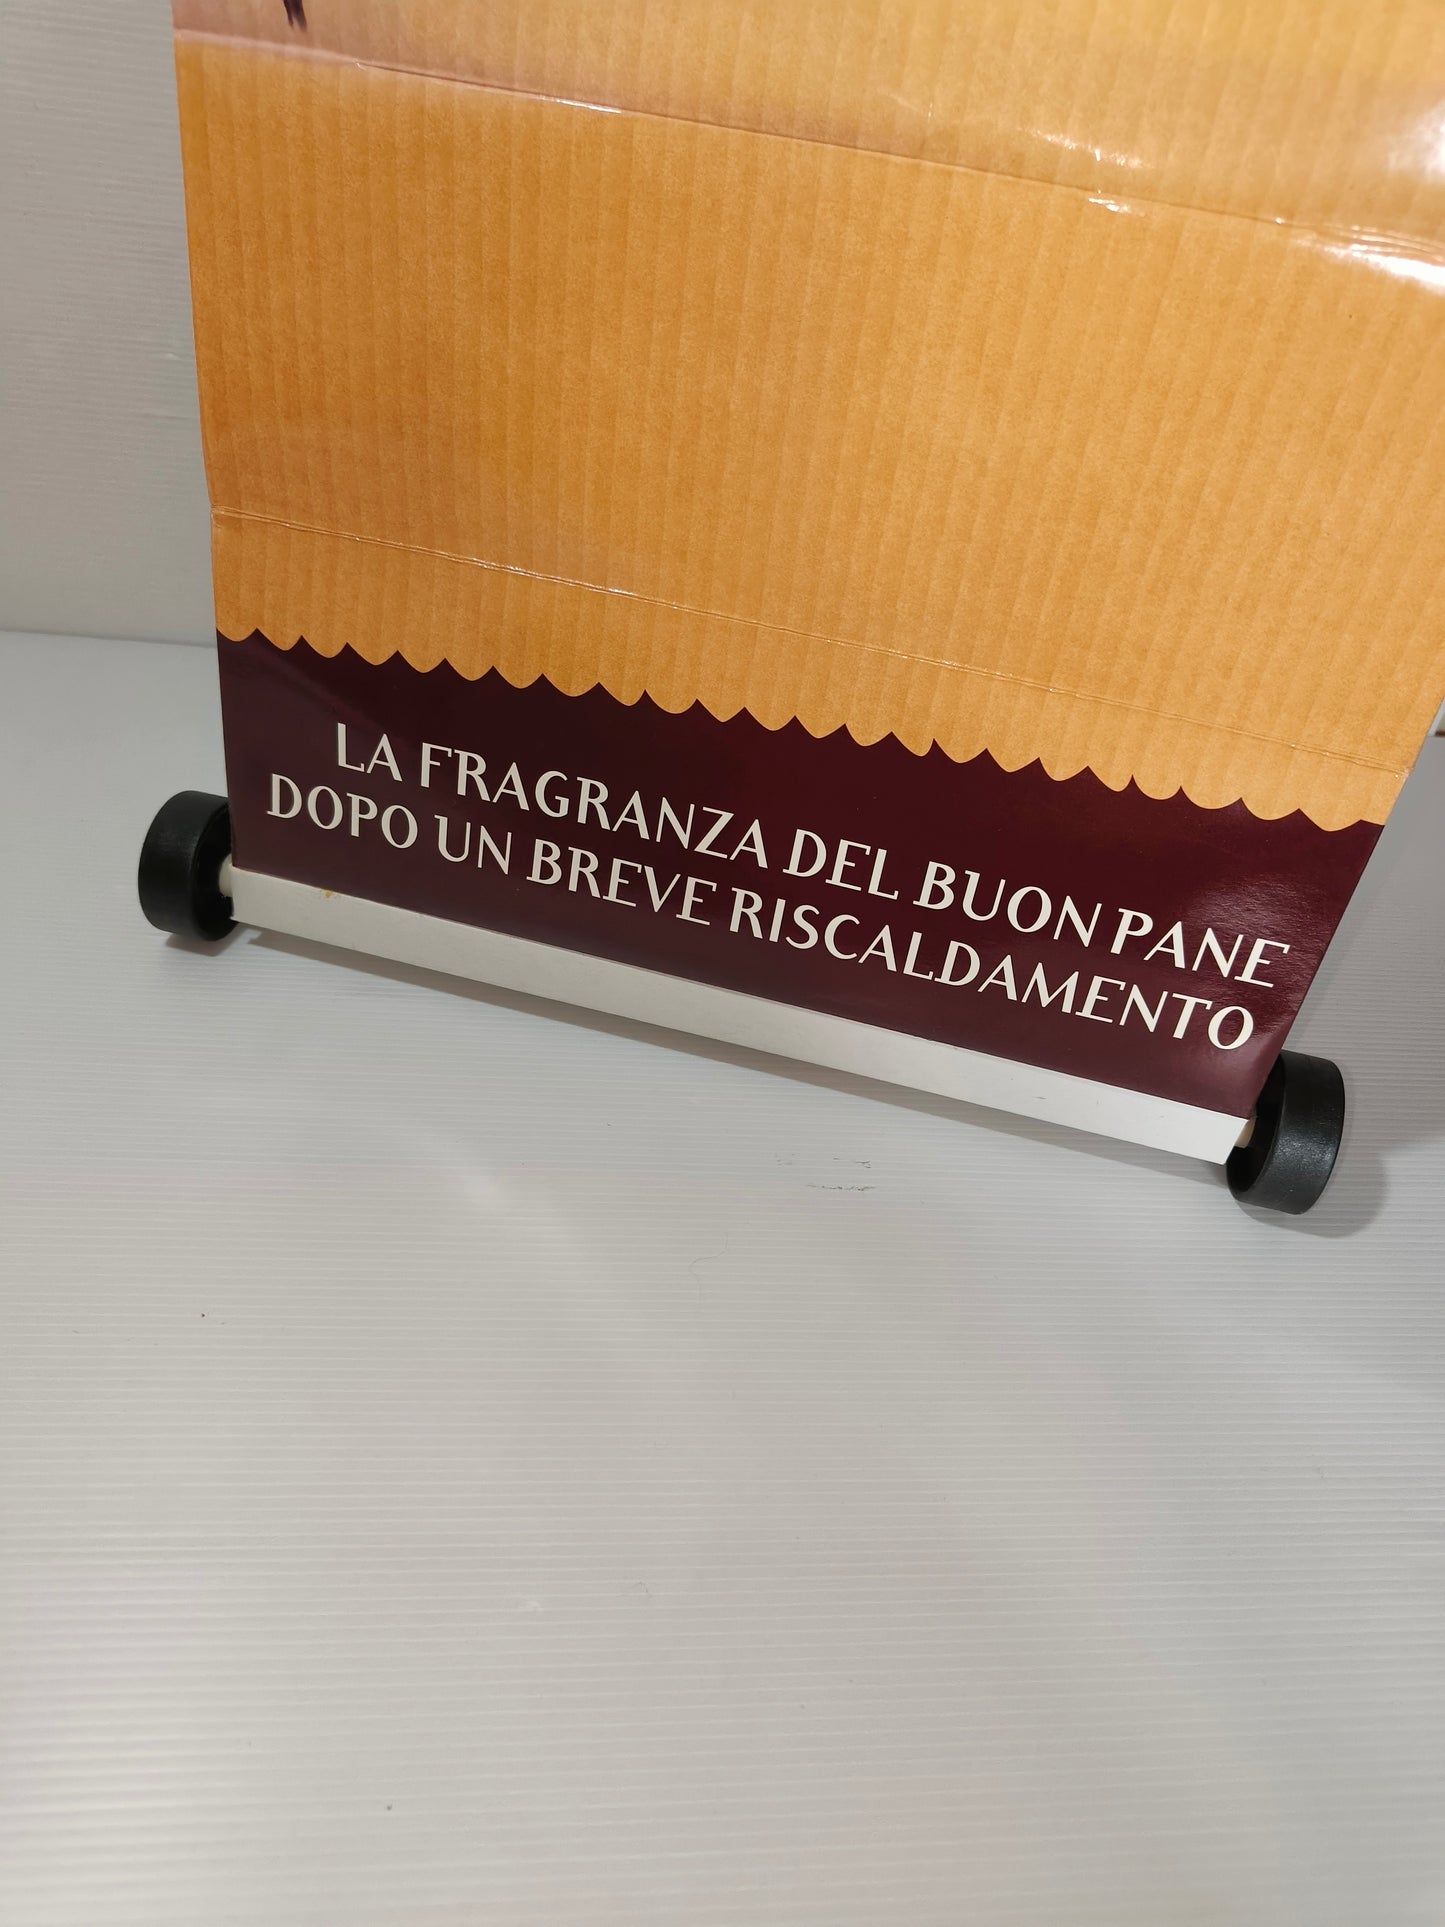 LA FRAGRANZA DEL BUON PANE
DOPO UN BREVE RISCALDAMENTO